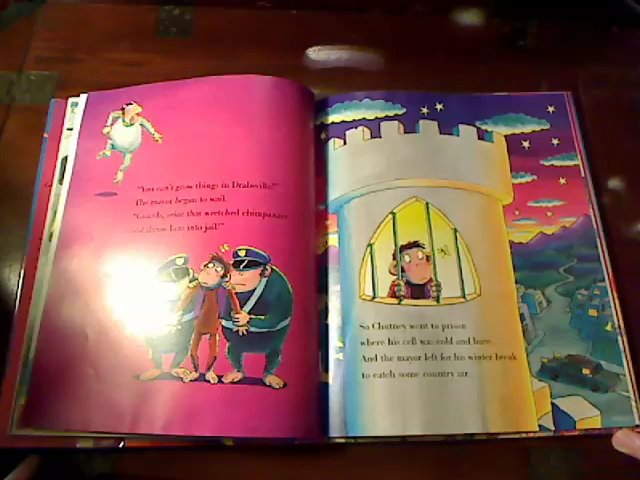 "You can't grow things in Drabsville!"
The mayor began to wail.
"Guards, seize that wretched chimpanzee
and throw him into jail!"
So Chutney went to prison
where his cell was cold and bare.
And the mayor left for his winter break
to catch some country air.